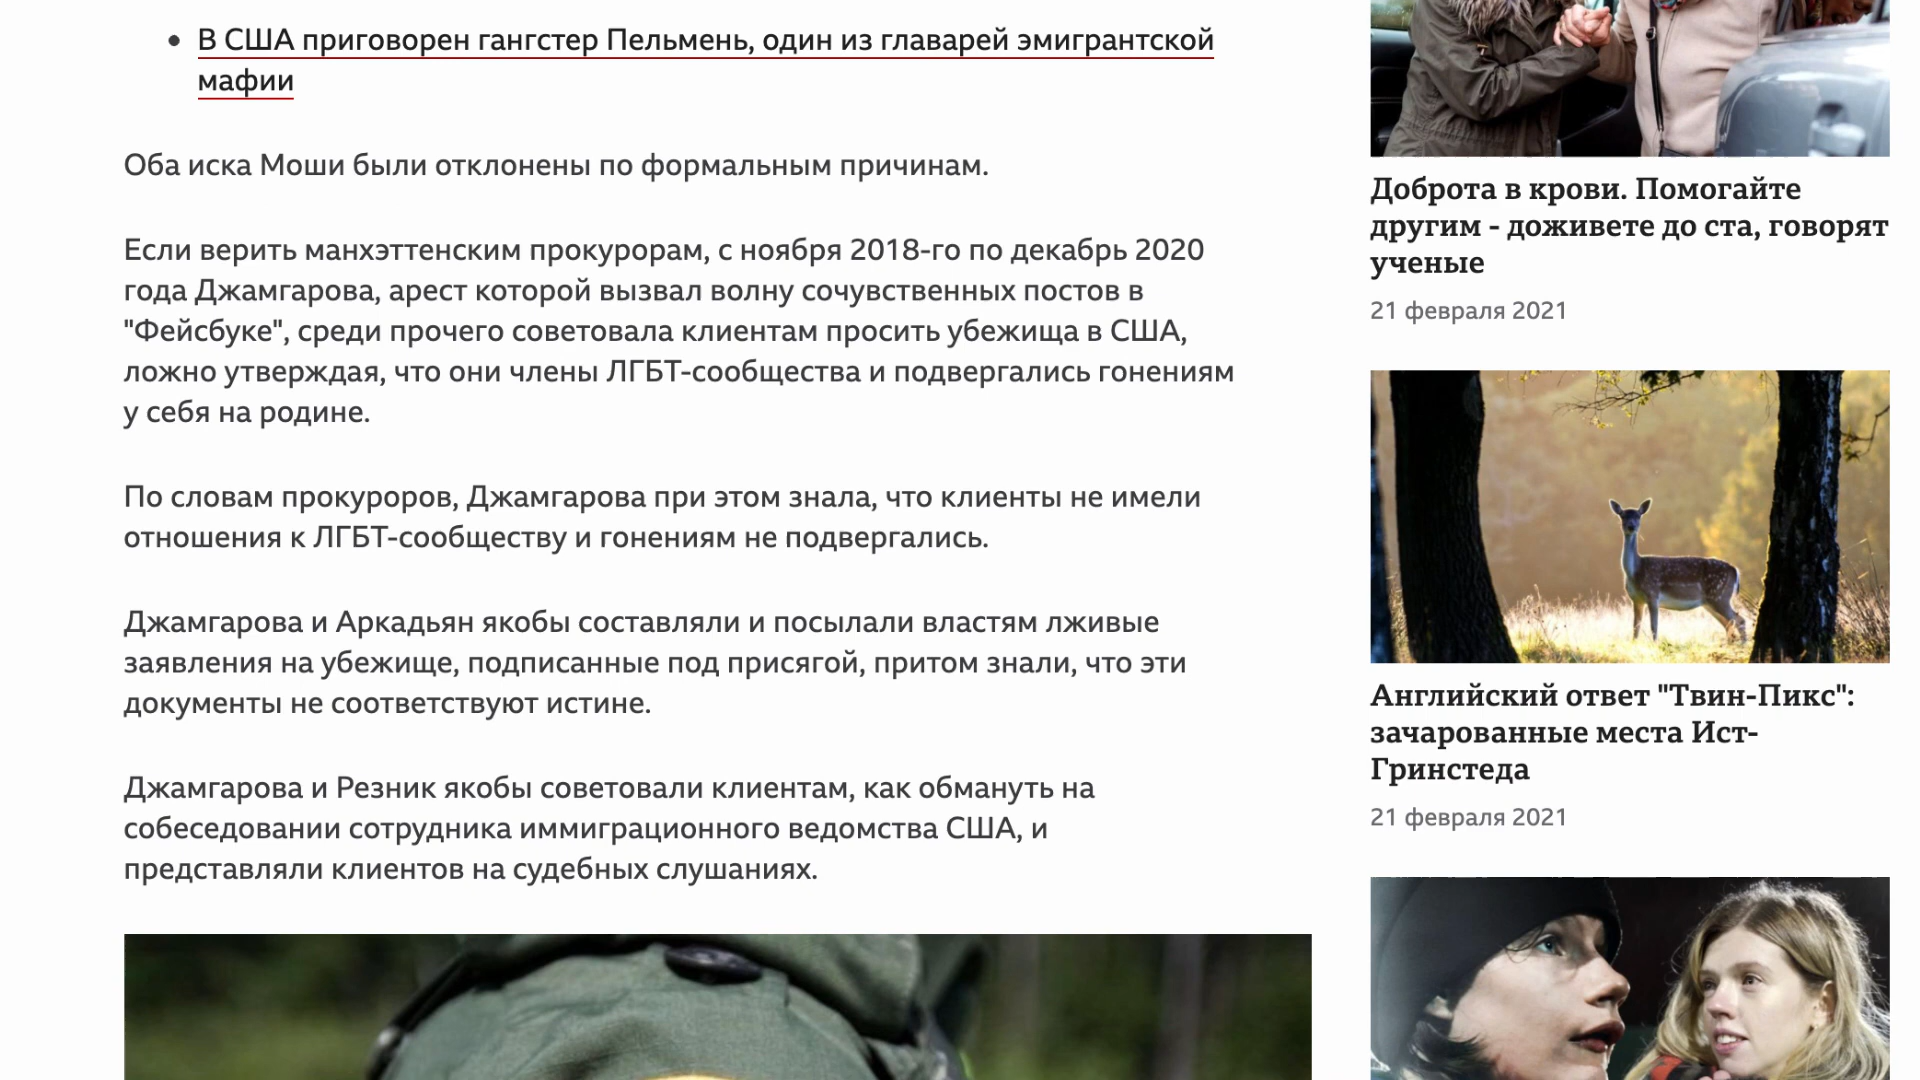 В США приговорен гангстер Пельмень, один из главарей эмигрантской
мафии
Оба иска Моши были отклонены по формальным причинам.
Если верить манхэттенским прокурорам, с ноября 2018-го по декабрь 2020
года Джамгарова, арест которой вызвал волну сочувственных постов в
"Фейсбуке", среди прочего советовала клиентам просить убежища в США,
ложно утверждая, что они члены ЛГБТ-сообщества и подвергались гонениям
у себя на родине.
По словам прокуроров, Джамгарова при этом знала, что клиенты не имели
отношения к ЛГБТ-сообществу и гонениям не подвергались.
Джамгарова и Аркадьян якобы составляли и посылали властям лживые
заявления на убежище, подписанные под присягой, притом знали, что эти
документы не соответствуют истине.
Джамгарова и Резник якобы советовали клиентам, как обмануть на
собеседовании сотрудника иммиграционного ведомства США, и
представляли клиентов на судебных слушаниях.
Доброта в крови. Помогайте
другим - доживете до ста, говорят
ученые
21 февраля 2021
Английский ответ "Твин-Пикс":
зачарованные места Ист-
Гринстеда
21 февраля 2021